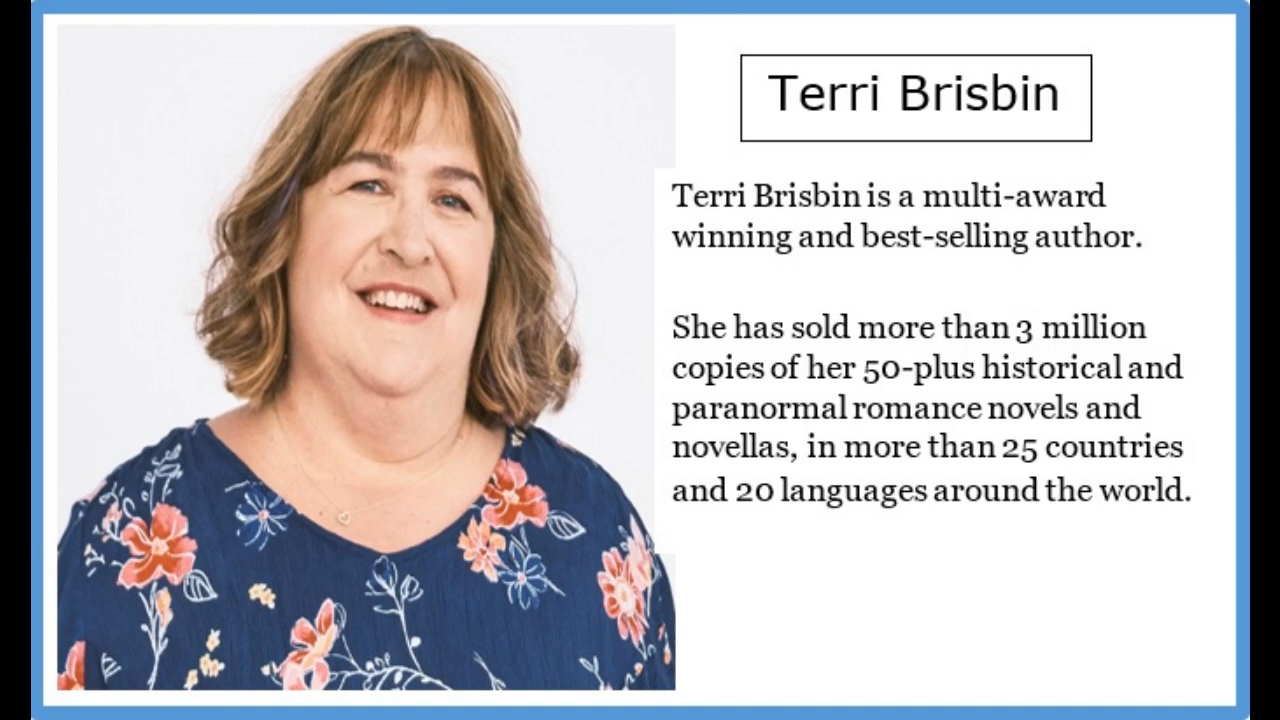 Terri Brisbin
Terri Brisbin is a multi-award
winning and best-selling author.
She has sold more than 3 million
copies of her 50-plus historical and
paranormal romance novels and
novellas, in more than 25 countries
and 20 languages around the world.